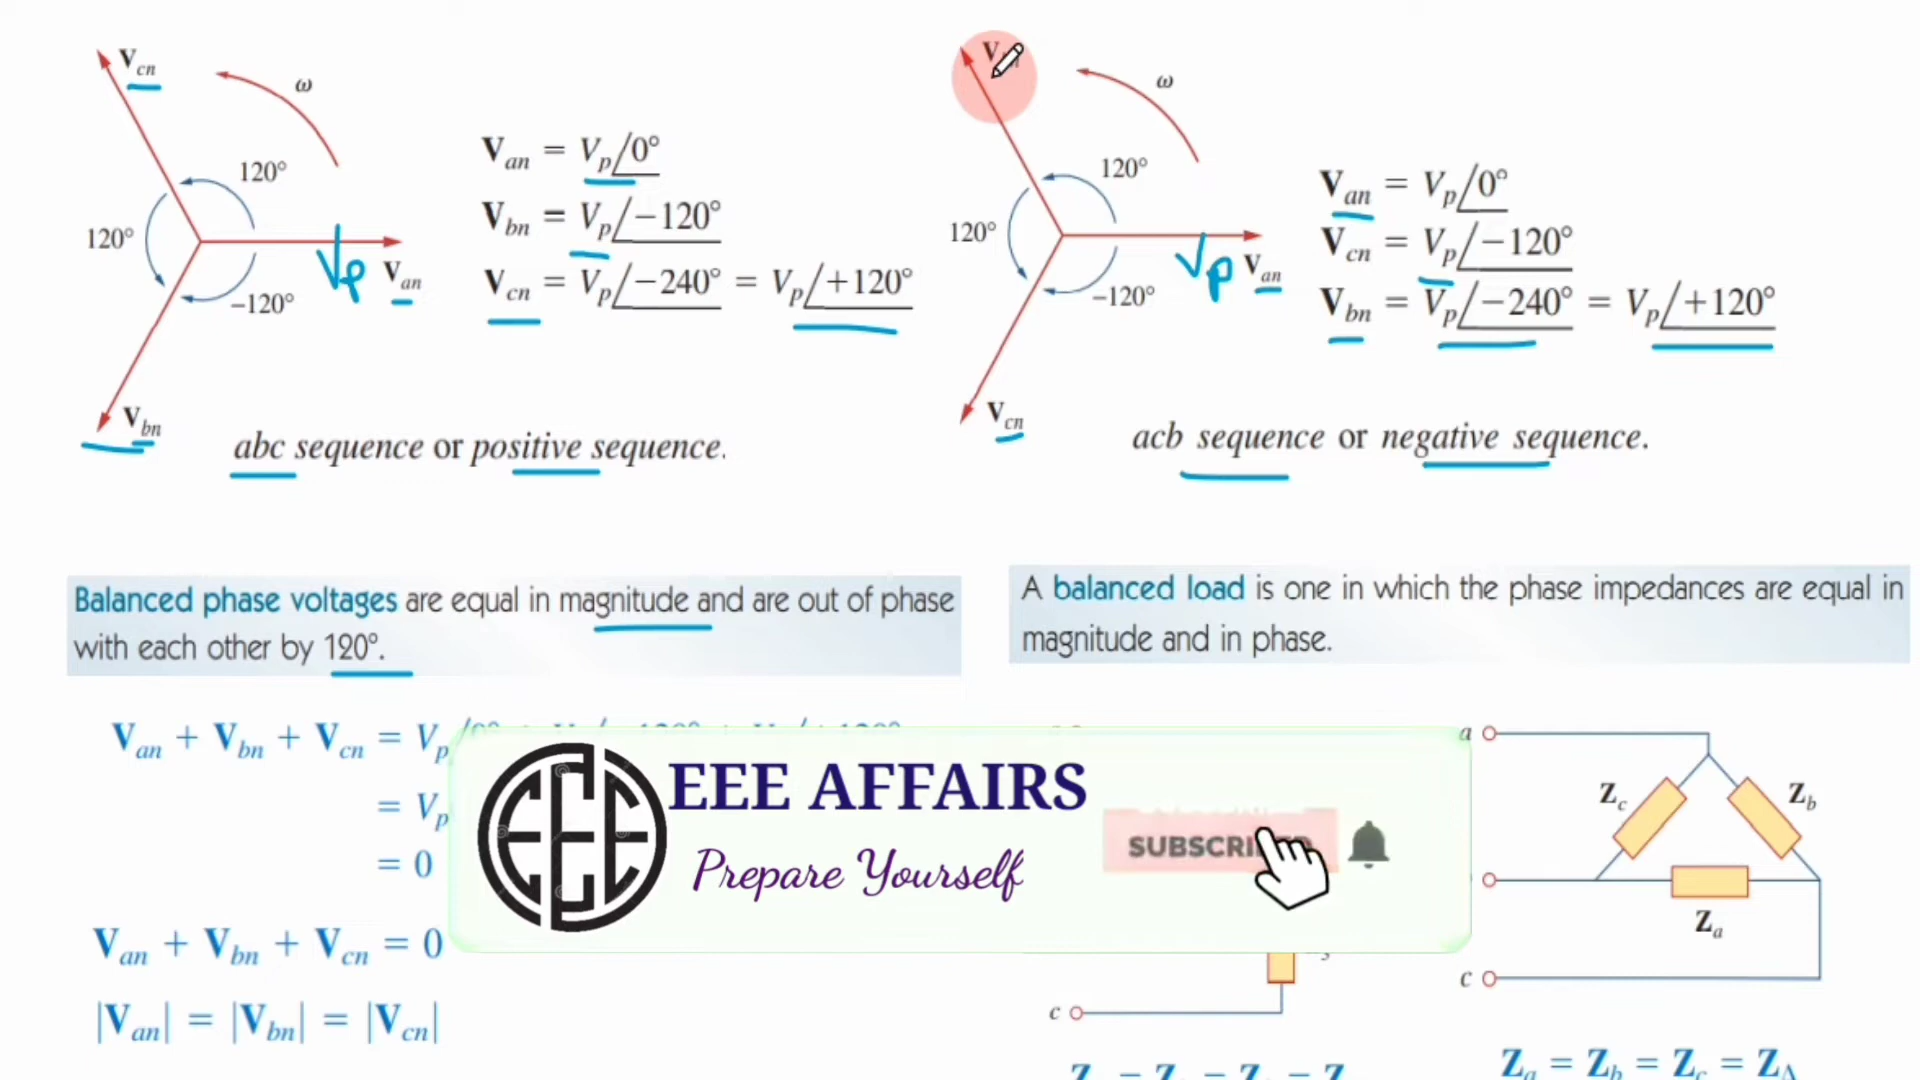 V_cn
ω
120°
120°
-120°
V_p
V_an
V_bn
V_an = V_p∠0°
V_bn = V_p∠-120°
V_cn = V_p∠-240° = V_p∠+120°
abc sequence or positive sequence.
ω
120°
120°
-120°
V_p
V_an
V_cn
V_an = V_p∠0°
V_cn = V_p∠-120°
V_bn = V_p∠-240° = V_p∠+120°
acb sequence or negative sequence.
Balanced phase voltages are equal in magnitude and are out of phase
with each other by 120°.
A balanced load is one in which the phase impedances are equal in
magnitude and in phase.
V_an + V_bn + V_cn = V_p
= V_p
= 0
V_an + V_bn + V_cn = 0
|V_an| = |V_bn| = |V_cn|
EEE AFFAIRS
Prepare Yourself
a
Z_c
Z_b
Z_a
c
c
Z_a = Z_b = Z_c = Z_Δ